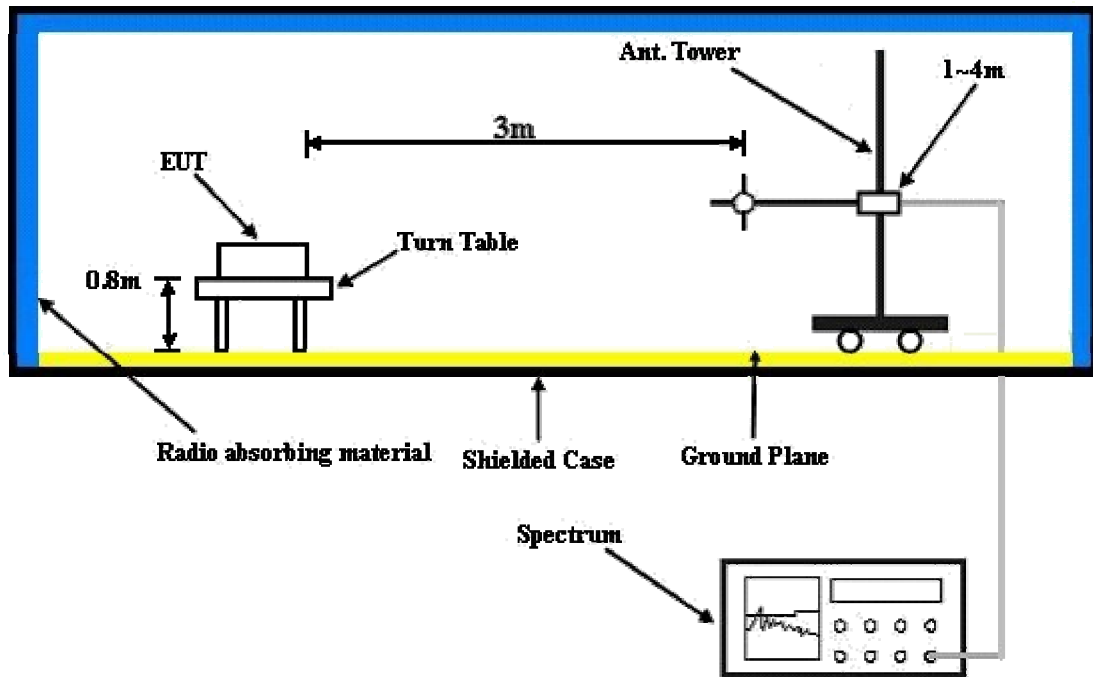 Ant. Tower
1~4m
3m
EUT
Turn Table
0.8m
Radio absorbing material
Shielded Case
Ground Plane
Spectrum